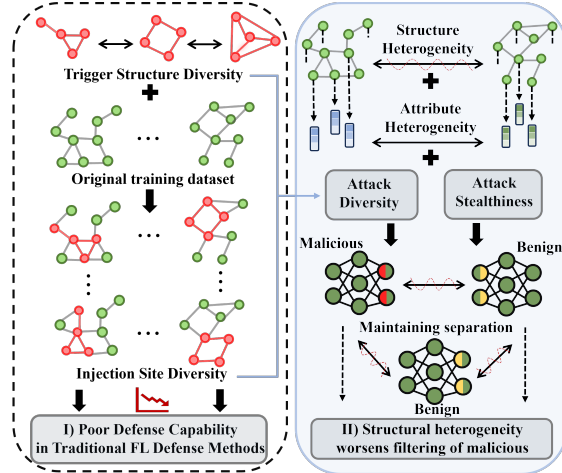 Trigger Structure Diversity
Original training dataset
Injection Site Diversity
I) Poor Defense Capability
in Traditional FL Defense Methods
Structure
Heterogeneity
Attribute
Heterogeneity
Attack
Diversity
Attack
Stealthiness
Malicious
Benign
Maintaining separation
Benign
II) Structural heterogeneity
worsens filtering of malicious